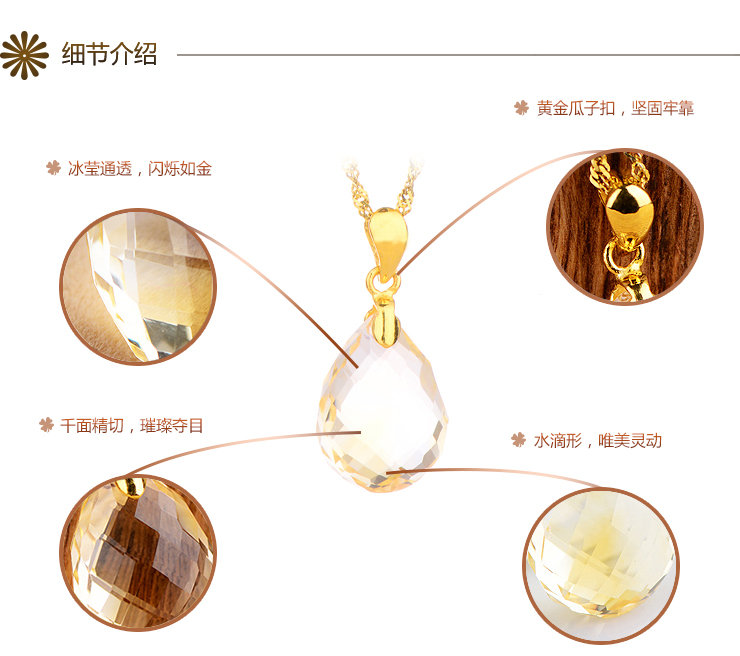 细节介绍
黄金瓜子扣，坚固牢靠
冰莹通透，闪烁如金
千面精切，璀璨夺目
水滴形，唯美灵动